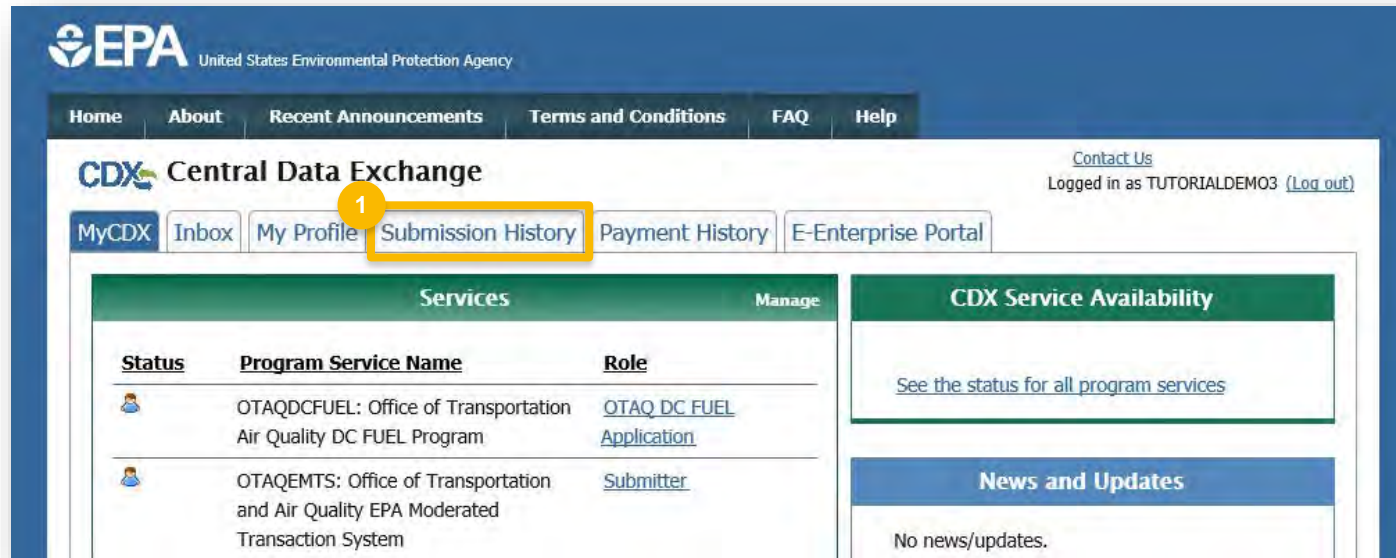 EPA United States Environmental Protection Agency
Home About Recent Announcements Terms and Conditions FAQ Help
CDX Central Data Exchange
Contact Us
Logged in as TUTORIALDEMO3 (Log out)
1
MyCDX Inbox My Profile Submission History Payment History E-Enterprise Portal
Services Manage
Status Program Service Name Role
OTAQDCFUEL: Office of Transportation
Air Quality DC FUEL Program
OTAQ DC FUEL
Application
OTAQEMTS: Office of Transportation
and Air Quality EPA Moderated
Transaction System
Submitter
CDX Service Availability
See the status for all program services
News and Updates
No news/updates.